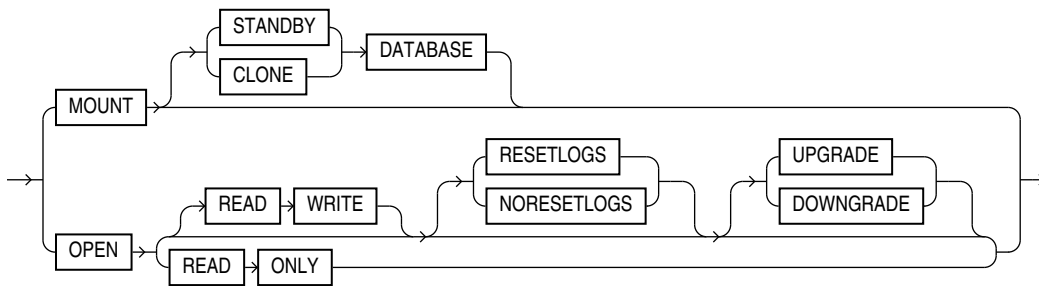 STANDBY
CLONE
DATABASE
MOUNT
RESETLOGS
NORESETLOGS
UPGRADE
DOWNGRADE
READ WRITE
OPEN
READ ONLY